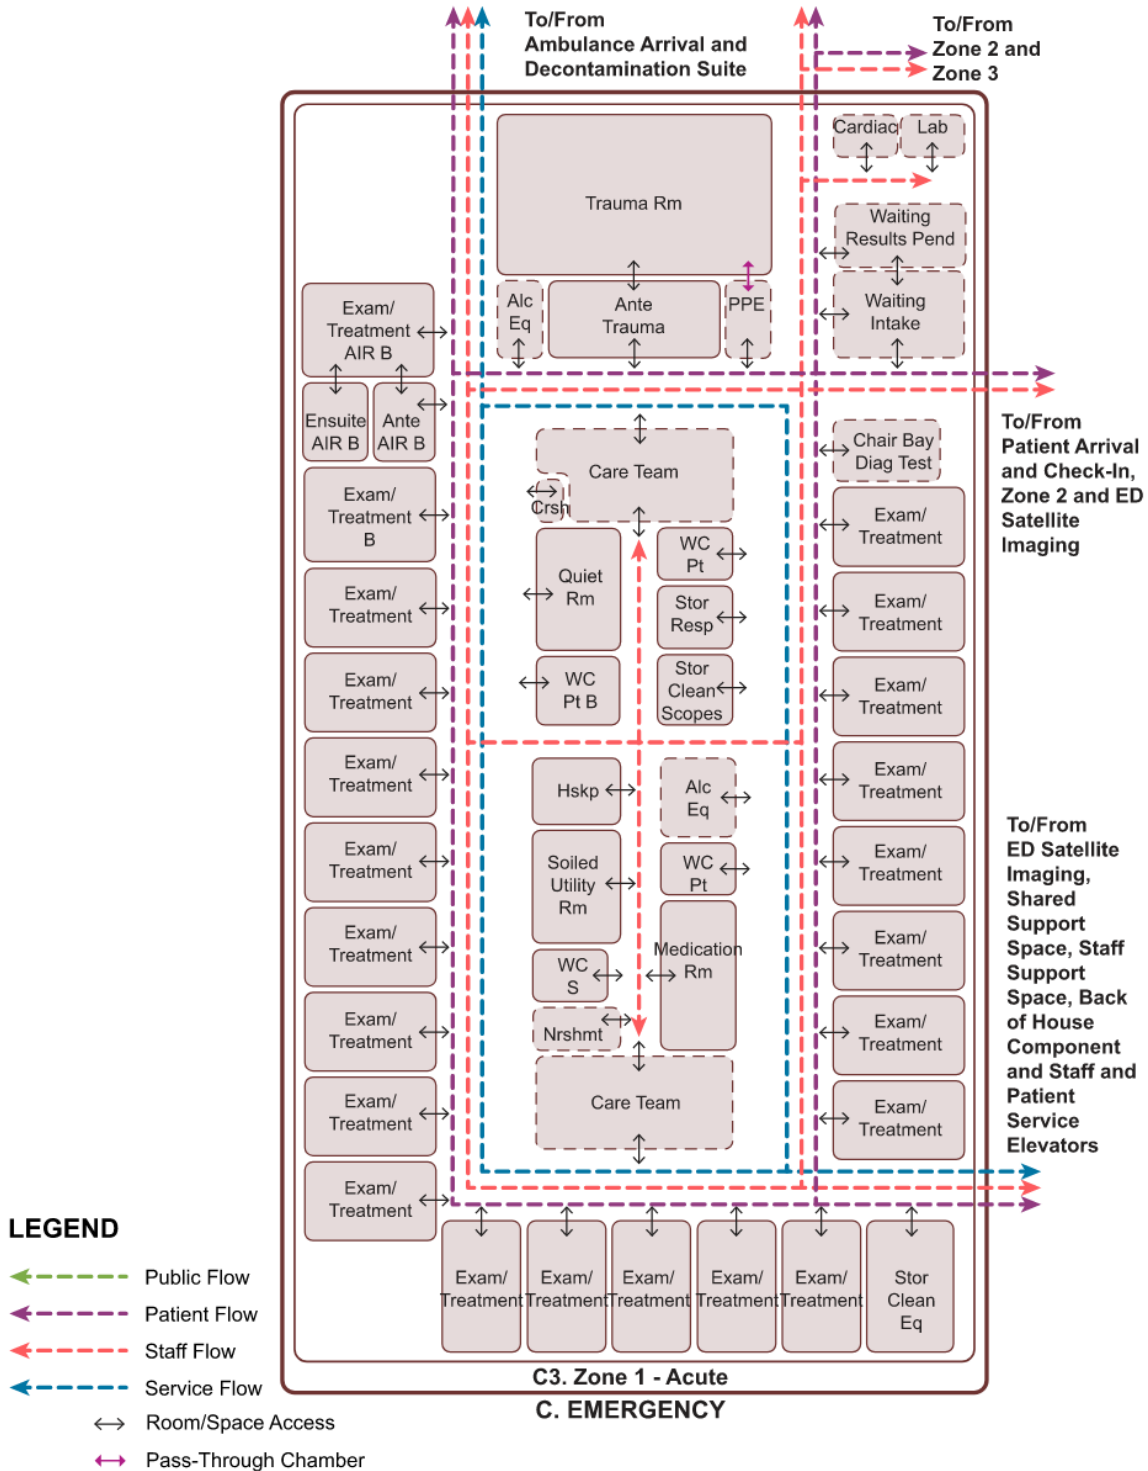 To/From
Ambulance Arrival and
Decontamination Suite
To/From
Zone 2 and
Zone 3
Trauma Rm
Cardiac
Lab
Waiting
Results Pend
Waiting
Intake
Alc
Eq
Ante
Trauma
PPE
Exam/
Treatment
AIR B
Ensuite
AIR B
Ante
AIR B
To/From
Patient Arrival
and Check-In,
Zone 2 and ED
Satellite
Imaging
Care Team
Crsh
Chair Bay
Diag Test
Exam/
Treatment
B
Exam/
Treatment
Exam/
Treatment
Exam/
Treatment
Exam/
Treatment
Exam/
Treatment
Exam/
Treatment
Exam/
Treatment
Exam/
Treatment
Quiet
Rm
WC
Pt
Stor
Resp
WC
Pt B
Stor
Clean
Scopes
Hskp
Alc
Eq
Soiled
Utility
Rm
WC
Pt
Medication
Rm
WC
S
Nrshmt
Care Team
Exam/
Treatment
Exam/
Treatment
Exam/
Treatment
Exam/
Treatment
Exam/
Treatment
Exam/
Treatment
Exam/
Treatment
Exam/
Treatment
To/From
ED Satellite
Imaging,
Shared
Support
Space, Staff
Support
Space, Back
of House
Component
and Staff and
Patient
Service
Elevators
Exam/
Treatment
Exam/
Treatment
Exam/
Treatment
Exam/
Treatment
Exam/
Treatment
Stor
Clean
Eq
C3. Zone 1 - Acute
C. EMERGENCY
LEGEND
Public Flow
Patient Flow
Staff Flow
Service Flow
Room/Space Access
Pass-Through Chamber